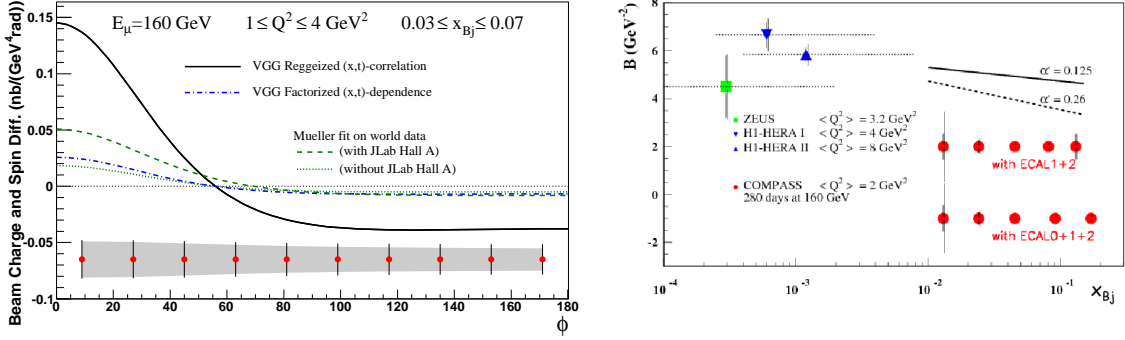 E_μ=160 GeV 1≤ Q² ≤ 4 GeV² 0.03≤ x_Bj ≤ 0.07
Beam Charge and Spin Diff. (nb/(GeV⁴rad))
0.15
0.1
0.05
0
-0.05
-0.1
VGG Reggeized (x,t)-correlation
VGG Factorized (x,t)-dependence
Mueller fit on world data
(with JLab Hall A)
(without JLab Hall A)
0 20 40 60 80 100 120 140 160 180
ϕ
B (GeV⁻²)
8
6
4
2
0
-2
α' = 0.125
α' = 0.26
ZEUS < Q² > = 3.2 GeV²
H1-HERA I < Q² > = 4 GeV²
H1-HERA II < Q² > = 8 GeV²
with ECAL1+2
COMPASS < Q² > = 2 GeV²
280 days at 160 GeV
with ECAL0+1+2
10⁻⁴ 10⁻³ 10⁻² 10⁻¹
x_Bj